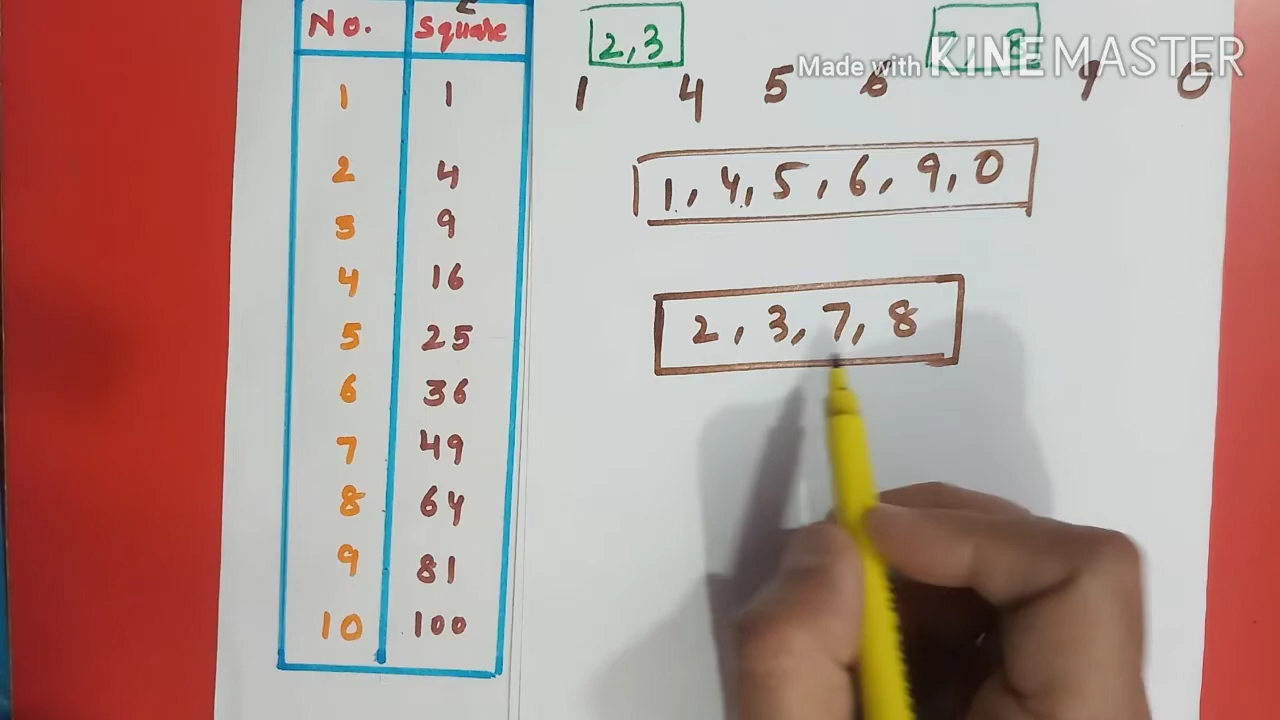 No. Square
1 1
2 4
3 9
4 16
5 25
6 36
7 49
8 64
9 81
10 100
2,3 8
Made with KINEMASTER
1 4 5 6 9 0
1, 4, 5, 6, 9, 0
2, 3, 7, 8